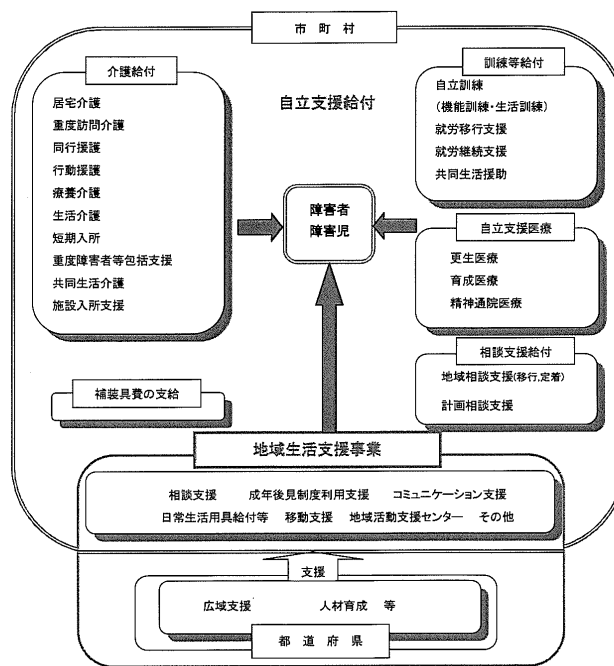 市町村
介護給付
居宅介護
重度訪問介護
同行援護
行動援護
療養介護
生活介護
短期入所
重度障害者等包括支援
共同生活介護
施設入所支援
自立支援給付
訓練等給付
自立訓練
(機能訓練・生活訓練)
就労移行支援
就労継続支援
共同生活援助
障害者
障害児
自立支援医療
更生医療
育成医療
精神通院医療
相談支援給付
地域相談支援(移行,定着)
計画相談支援
補装具費の支給
地域生活支援事業
相談支援 成年後見制度利用支援 コミュニケーション支援
日常生活用具給付等 移動支援 地域活動支援センター その他
支援
広域支援 人材育成 等
都道府県